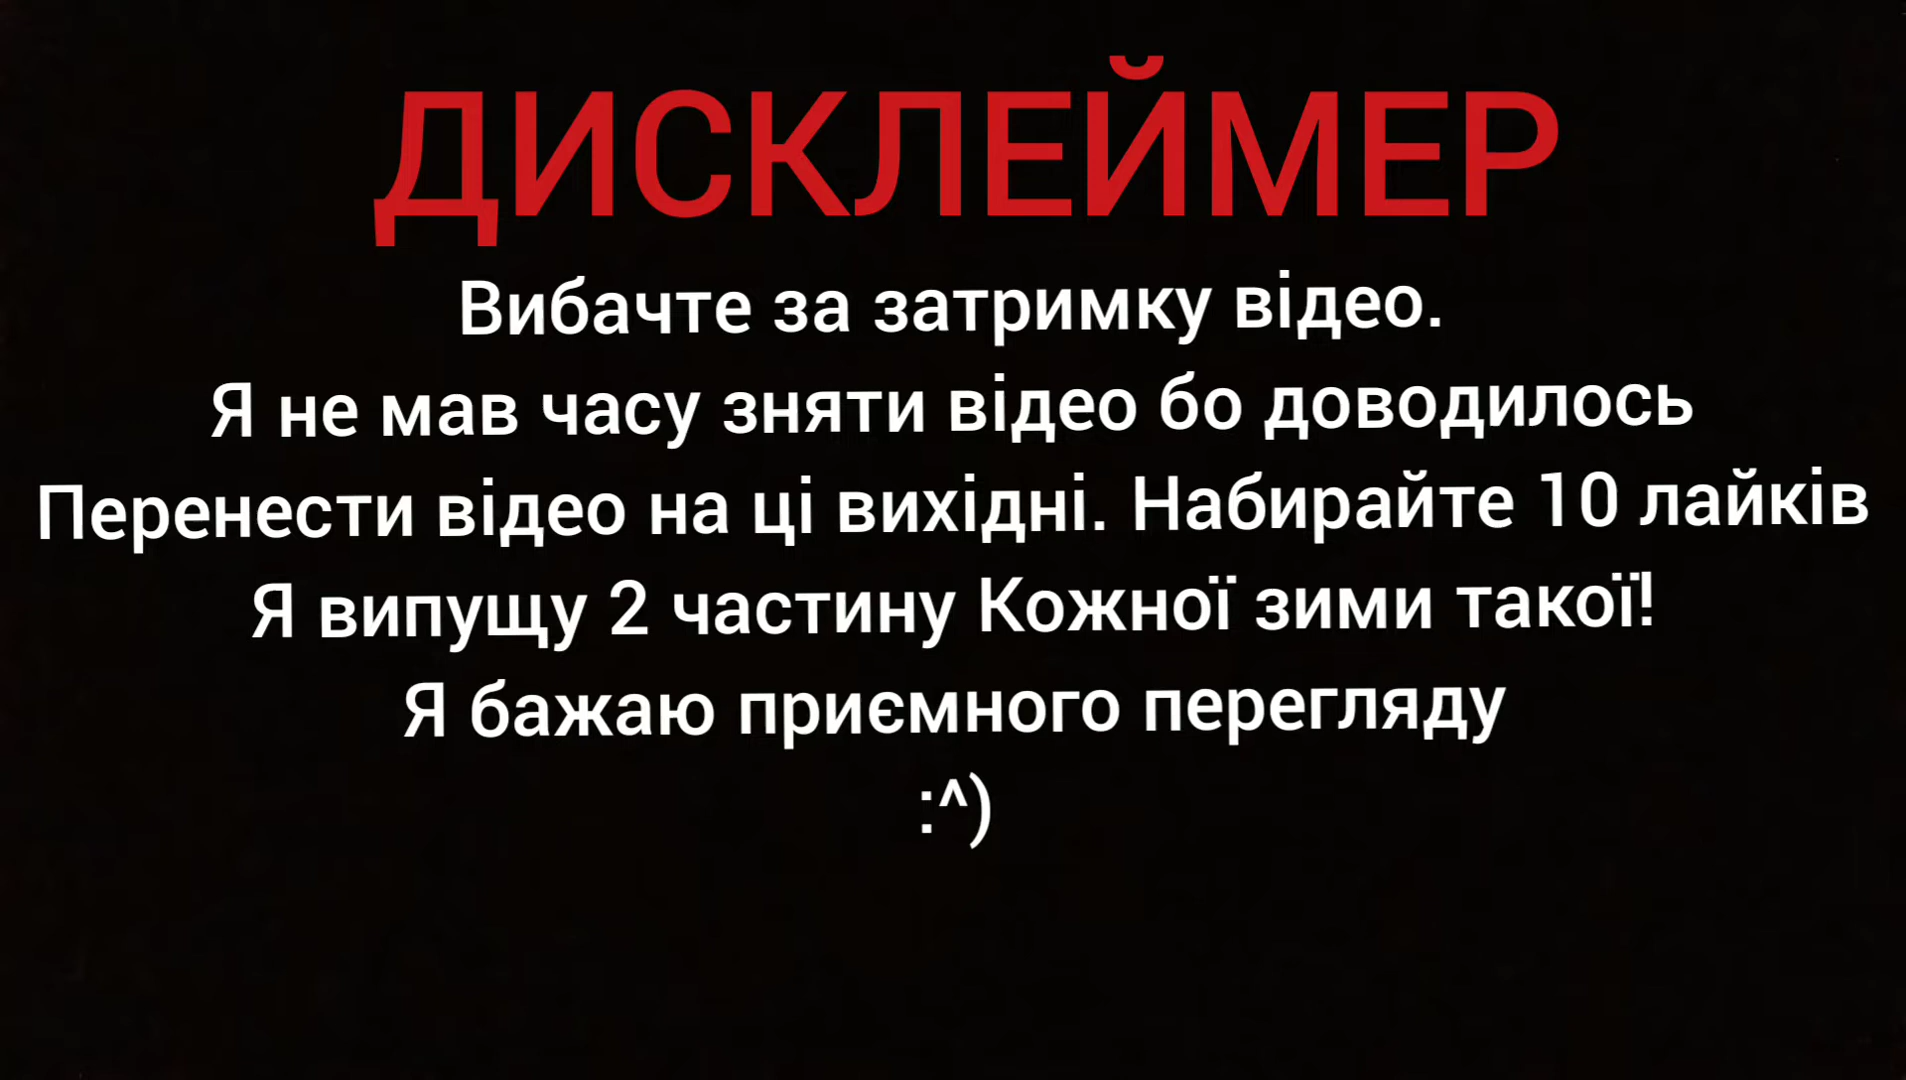 ДИСКЛЕЙМЕР
Вибачте за затримку відео.
Я не мав часу зняти відео бо доводилось
Перенести відео на ці вихідні. Набирайте 10 лайків
Я випущу 2 частину Кожної зими такої!
Я бажаю приємного перегляду
:^)